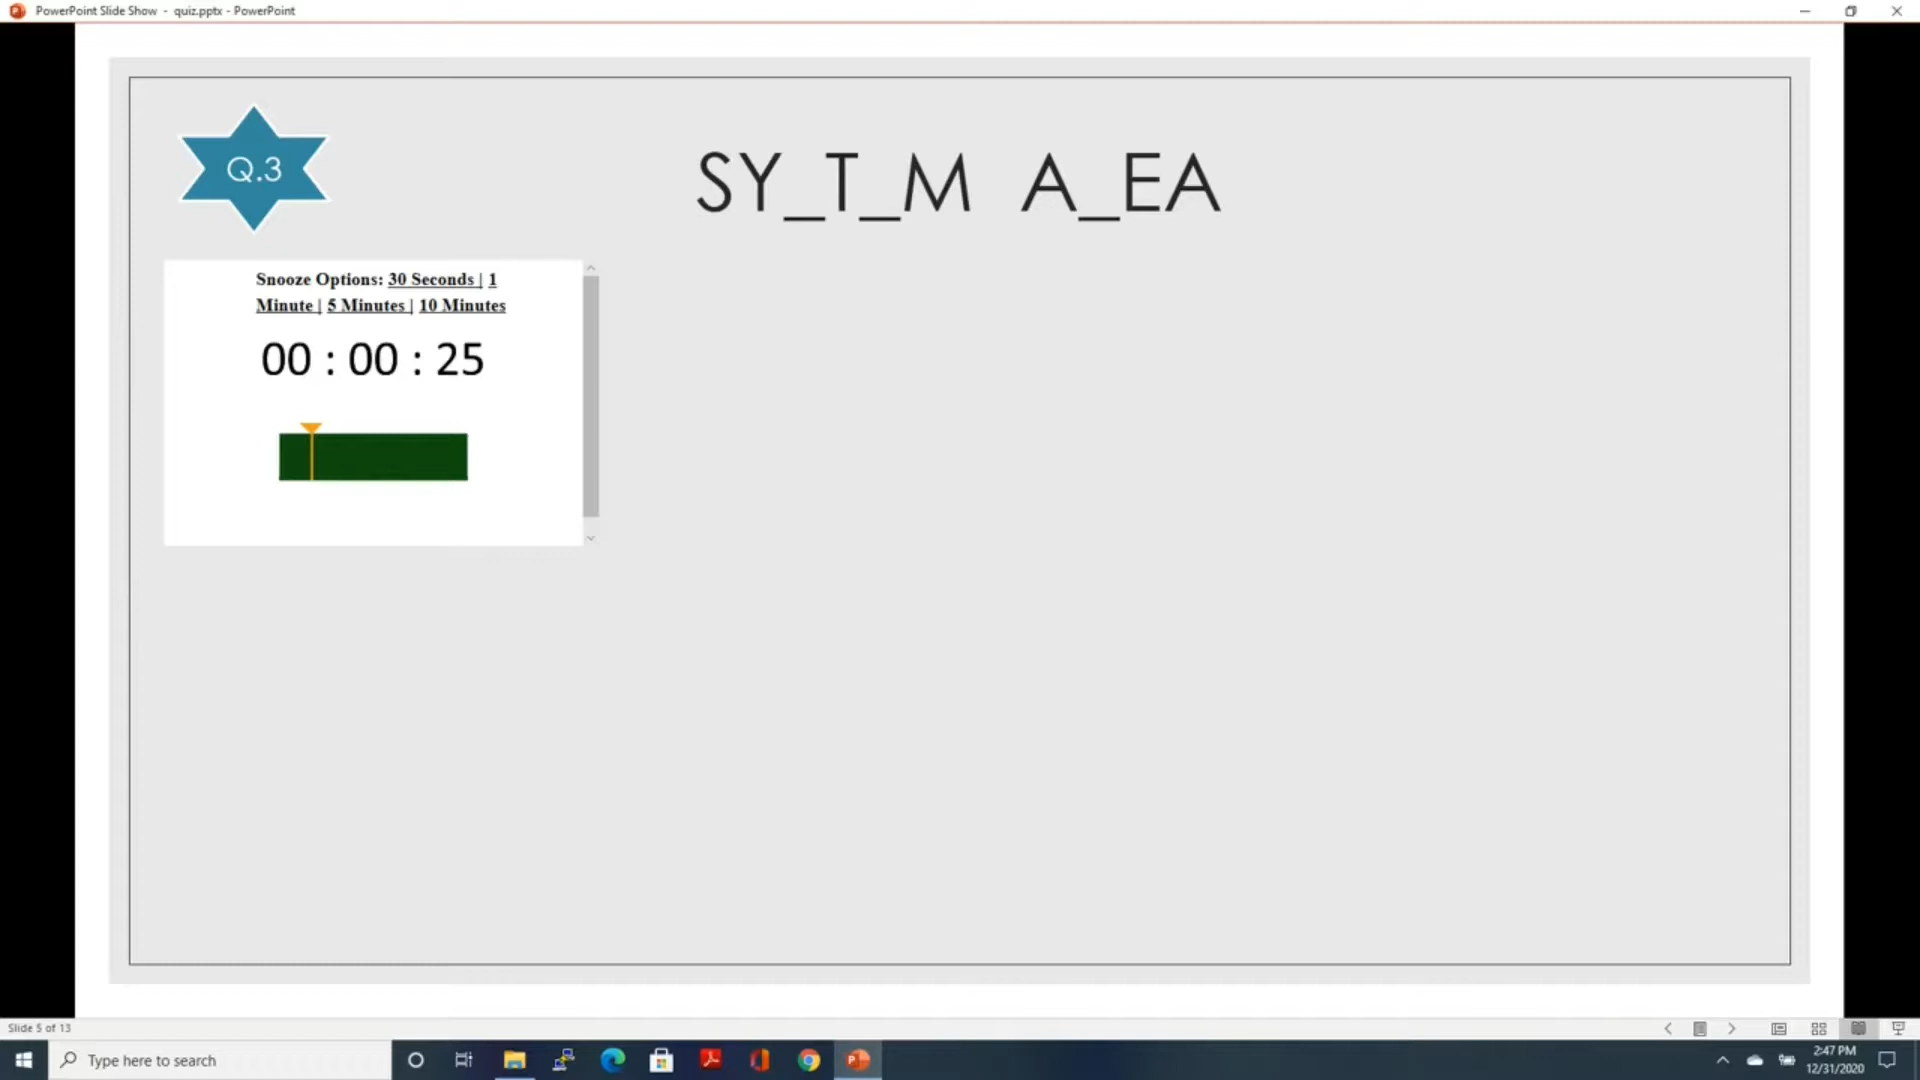 PowerPoint Slide Show - quiz.pptx - PowerPoint
Q.3
SY_T_M A_EA
Snooze Options: 30 Seconds | 1
Minute | 5 Minutes | 10 Minutes
00 : 00 : 25
Slide 5 of 13
Type here to search
2:47 PM
12/31/2020